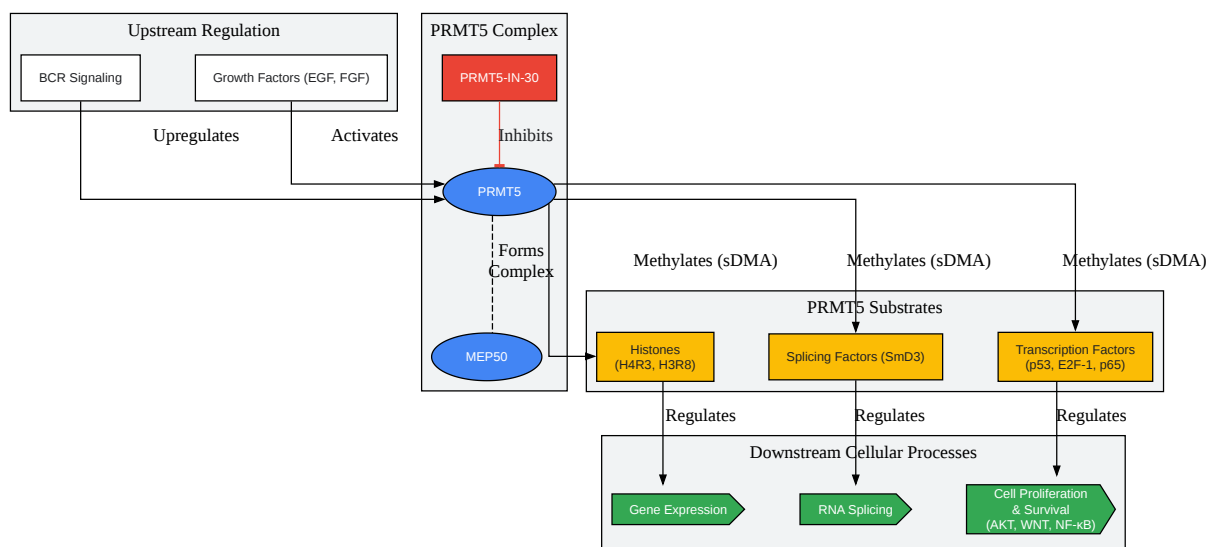 Upstream Regulation
PRMT5 Complex
BCR Signaling
Growth Factors (EGF, FGF)
PRMT5-IN-30
Upregulates
Activates
Inhibits
PRMT5
Forms
Complex
Methylates (sDMA)
Methylates (sDMA)
Methylates (sDMA)
PRMT5 Substrates
MEP50
Histones
(H4R3, H3R8)
Splicing Factors (SmD3)
Transcription Factors
(p53, E2F-1, p65)
Regulates
Regulates
Regulates
Downstream Cellular Processes
Gene Expression
RNA Splicing
Cell Proliferation
& Survival
(AKT, WNT, NF-κB)